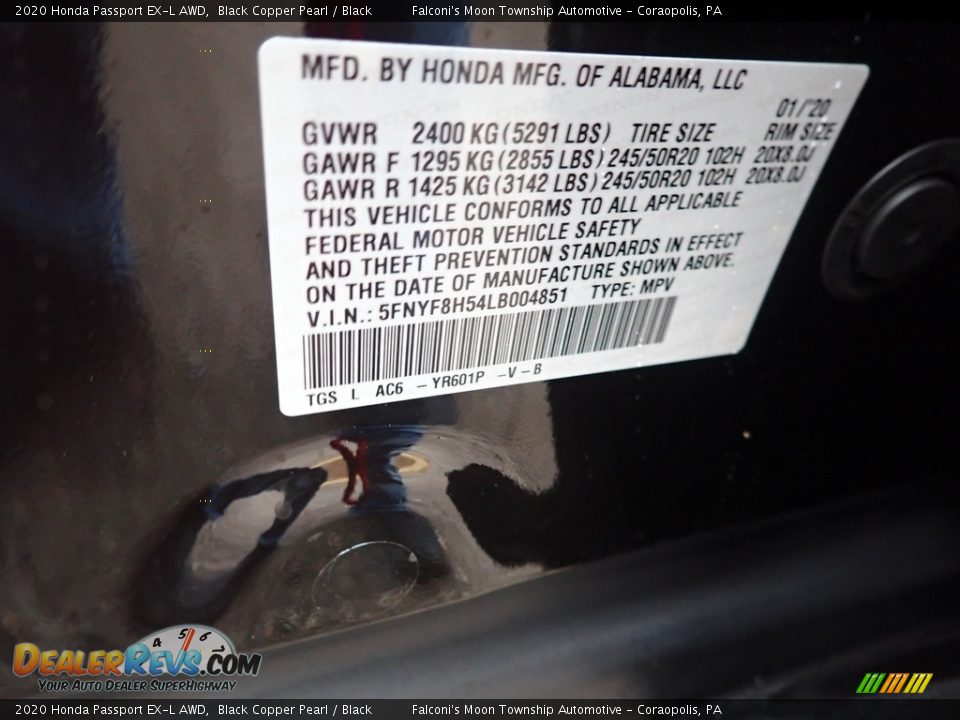 2020 Honda Passport EX-L AWD, Black Copper Pearl / Black Falconi's Moon Township Automotive - Coraopolis, PA
MFD. BY HONDA MFG. OF ALABAMA, LLC
01/'20
GVWR 2400 KG (5291 LBS) TIRE SIZE RIM SIZE
GAWR F 1295 KG (2855 LBS) 245/50R20 102H 20X8.0J
GAWR R 1425 KG (3142 LBS) 245/50R20 102H 20X8.0J
THIS VEHICLE CONFORMS TO ALL APPLICABLE
FEDERAL MOTOR VEHICLE SAFETY
AND THEFT PREVENTION STANDARDS IN EFFECT
ON THE DATE OF MANUFACTURE SHOWN ABOVE.
V.I.N.: 5FNYF8H54LB004851 TYPE: MPV
TGS L AC6 - YR601P - V - B
4 5 6
DEALERREVS.COM
YOUR AUTO DEALER SUPERHIGHWAY
2020 Honda Passport EX-L AWD, Black Copper Pearl / Black Falconi's Moon Township Automotive - Coraopolis, PA